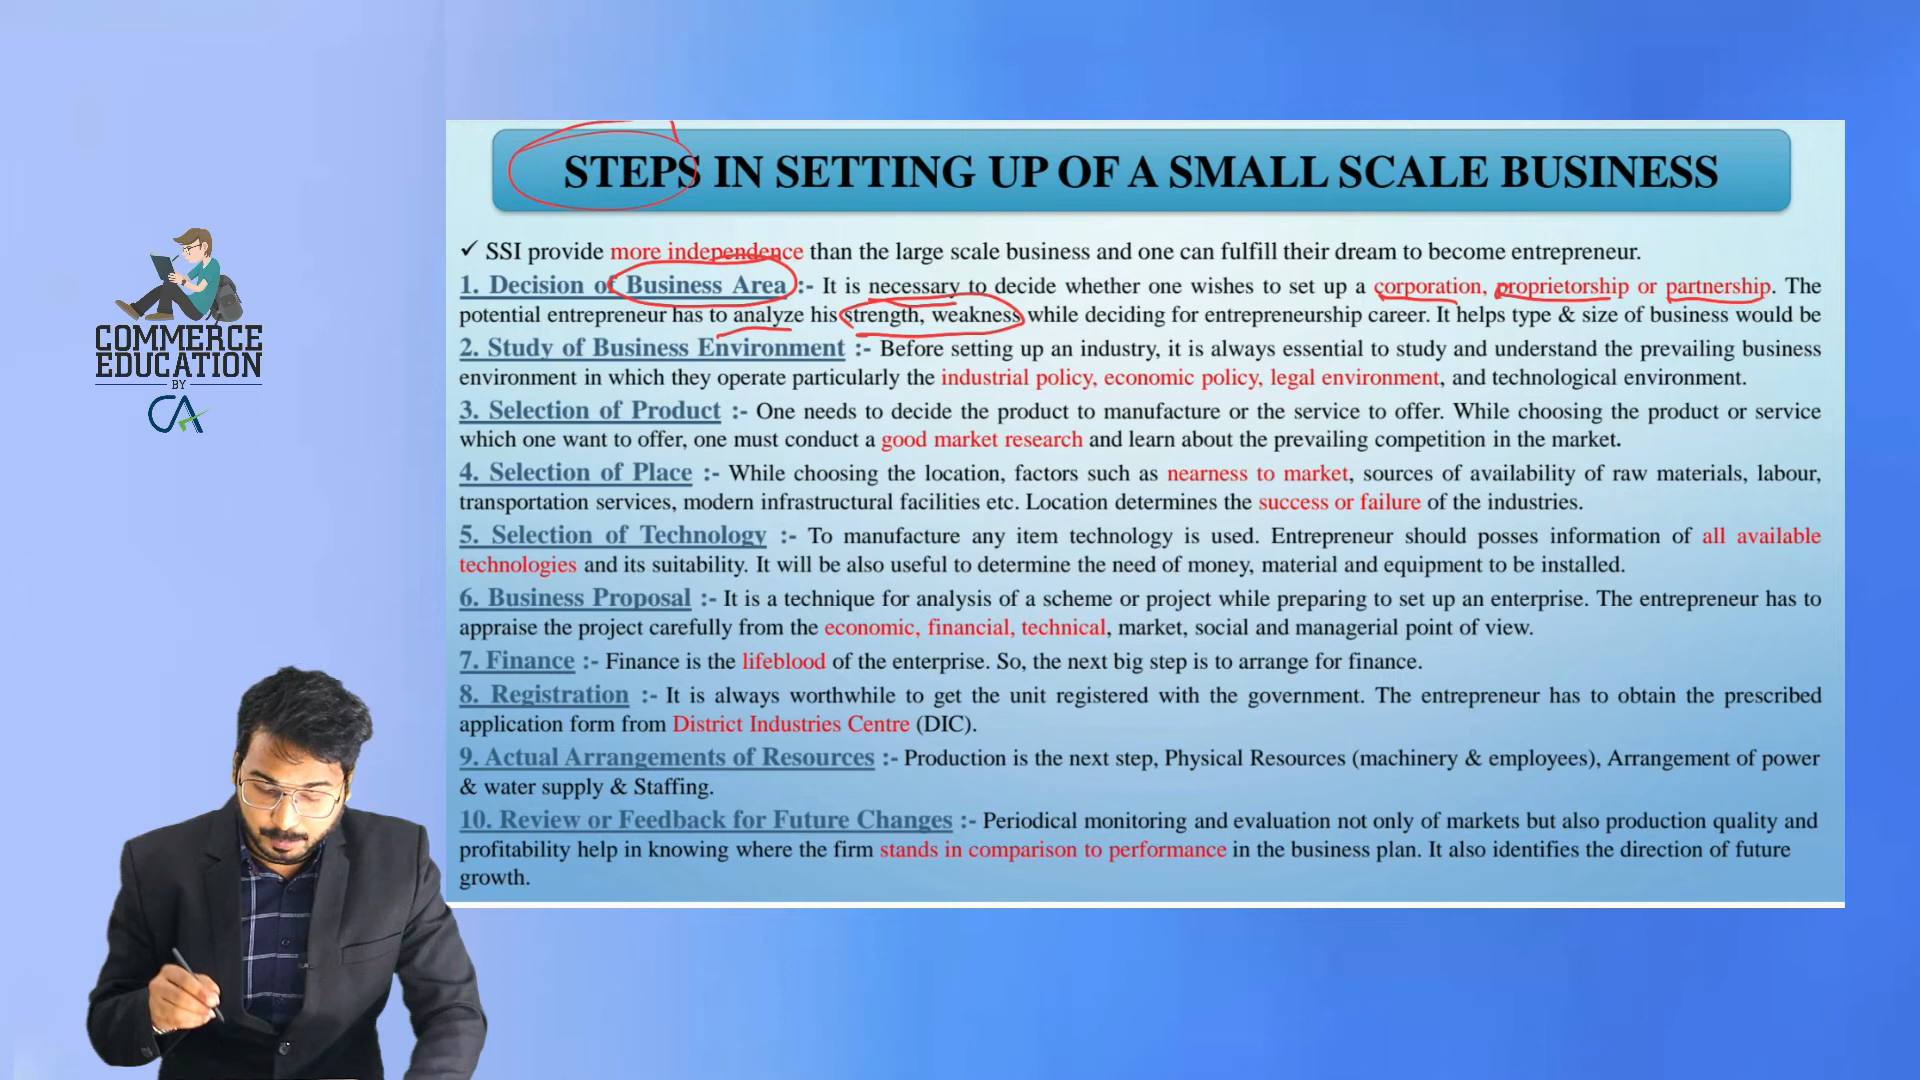 STEPS IN SETTING UP OF A SMALL SCALE BUSINESS
✓ SSI provide more independence than the large scale business and one can fulfill their dream to become entrepreneur.
1. Decision of Business Area :- It is necessary to decide whether one wishes to set up a corporation, proprietorship or partnership. The
potential entrepreneur has to analyze his strength, weakness while deciding for entrepreneurship career. It helps type & size of business would be
2. Study of Business Environment :- Before setting up an industry, it is always essential to study and understand the prevailing business
environment in which they operate particularly the industrial policy, economic policy, legal environment, and technological environment.
3. Selection of Product :- One needs to decide the product to manufacture or the service to offer. While choosing the product or service
which one want to offer, one must conduct a good market research and learn about the prevailing competition in the market.
4. Selection of Place :- While choosing the location, factors such as nearness to market, sources of availability of raw materials, labour,
transportation services, modern infrastructural facilities etc. Location determines the success or failure of the industries.
5. Selection of Technology :- To manufacture any item technology is used. Entrepreneur should posses information of all available
technologies and its suitability. It will be also useful to determine the need of money, material and equipment to be installed.
6. Business Proposal :- It is a technique for analysis of a scheme or project while preparing to set up an enterprise. The entrepreneur has to
appraise the project carefully from the economic, financial, technical, market, social and managerial point of view.
7. Finance :- Finance is the lifeblood of the enterprise. So, the next big step is to arrange for finance.
8. Registration :- It is always worthwhile to get the unit registered with the government. The entrepreneur has to obtain the prescribed
application form from District Industries Centre (DIC).
9. Actual Arrangements of Resources :- Production is the next step, Physical Resources (machinery & employees), Arrangement of power
& water supply & Staffing.
10. Review or Feedback for Future Changes :- Periodical monitoring and evaluation not only of markets but also production quality and
profitability help in knowing where the firm stands in comparison to performance in the business plan. It also identifies the direction of future
growth.
COMMERCE
EDUCATION
BY
CA